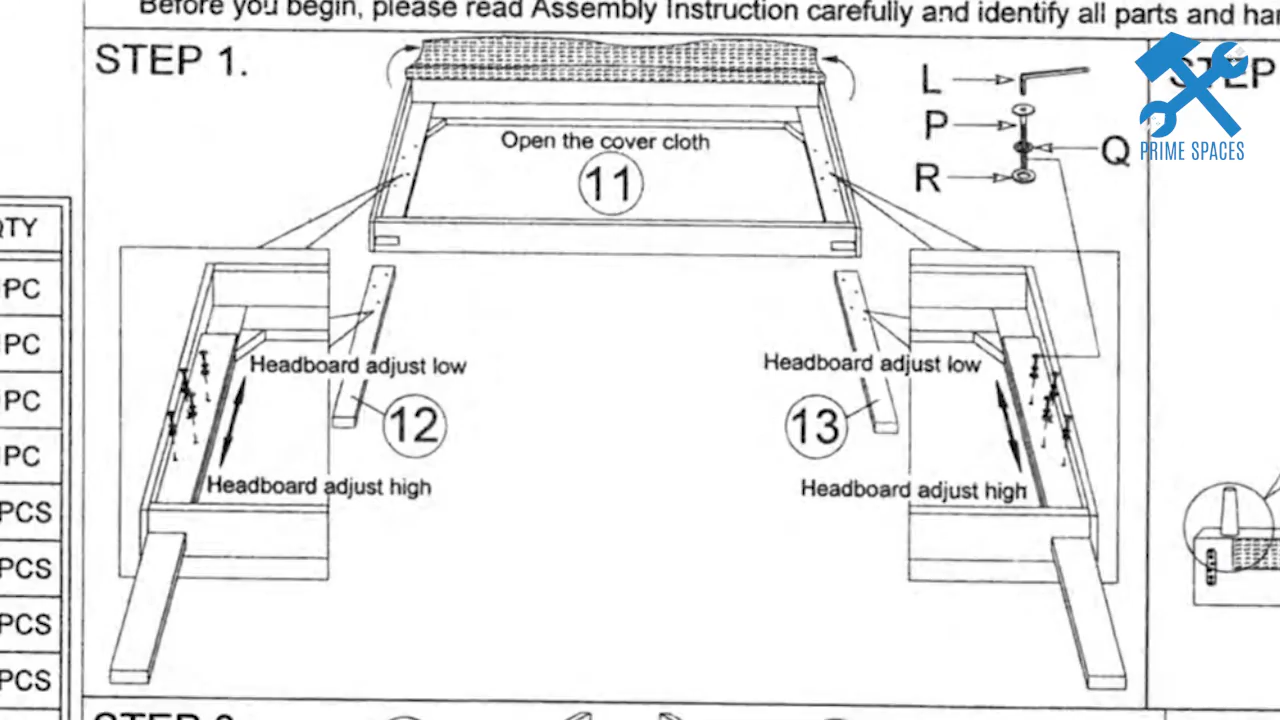 Before you begin, please read Assembly Instruction carefully and identify all parts and
STEP 1.
STEP
L
P
Q
R
PRIME SPACES
Open the cover cloth
11
QTY
PC
PC
PC
PC
PCS
PCS
PCS
PCS
Headboard adjust low
Headboard adjust low
12
13
Headboard adjust high
Headboard adjust high